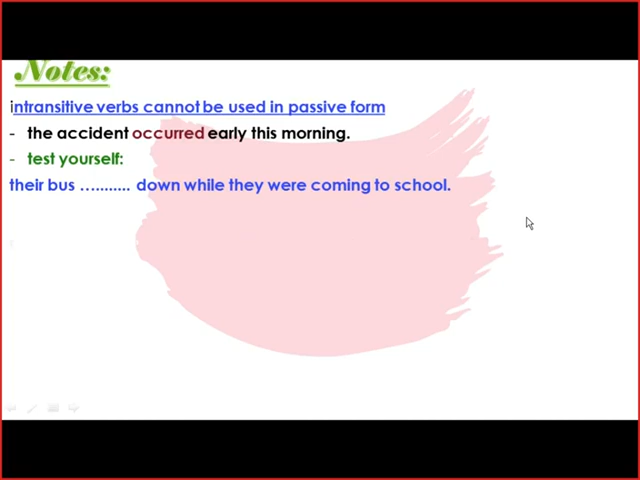 Notes:
intransitive verbs cannot be used in passive form
- the accident occurred early this morning.
- test yourself:
their bus …........ down while they were coming to school.